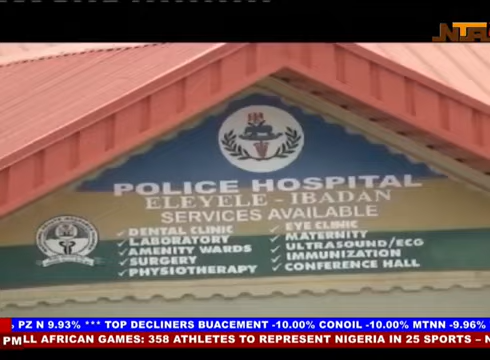 NTA
POLICE HOSPITAL
ELEYELE - IBADAN
SERVICES AVAILABLE
✓ DENTAL CLINIC
✓ LABORATORY
✓ AMENITY WARDS
✓ SURGERY
✓ PHYSIOTHERAPY
✓ EYE CLINIC
✓ MATERNITY
✓ ULTRASOUND/ECG
✓ IMMUNIZATION
✓ CONFERENCE HALL
PZ N 9.93% *** TOP DECLINERS BUACEMENT -10.00% CONOIL -10.00% MTNN -9.96%
PM LL AFRICAN GAMES: 358 ATHLETES TO REPRESENT NIGERIA IN 25 SPORTS – N